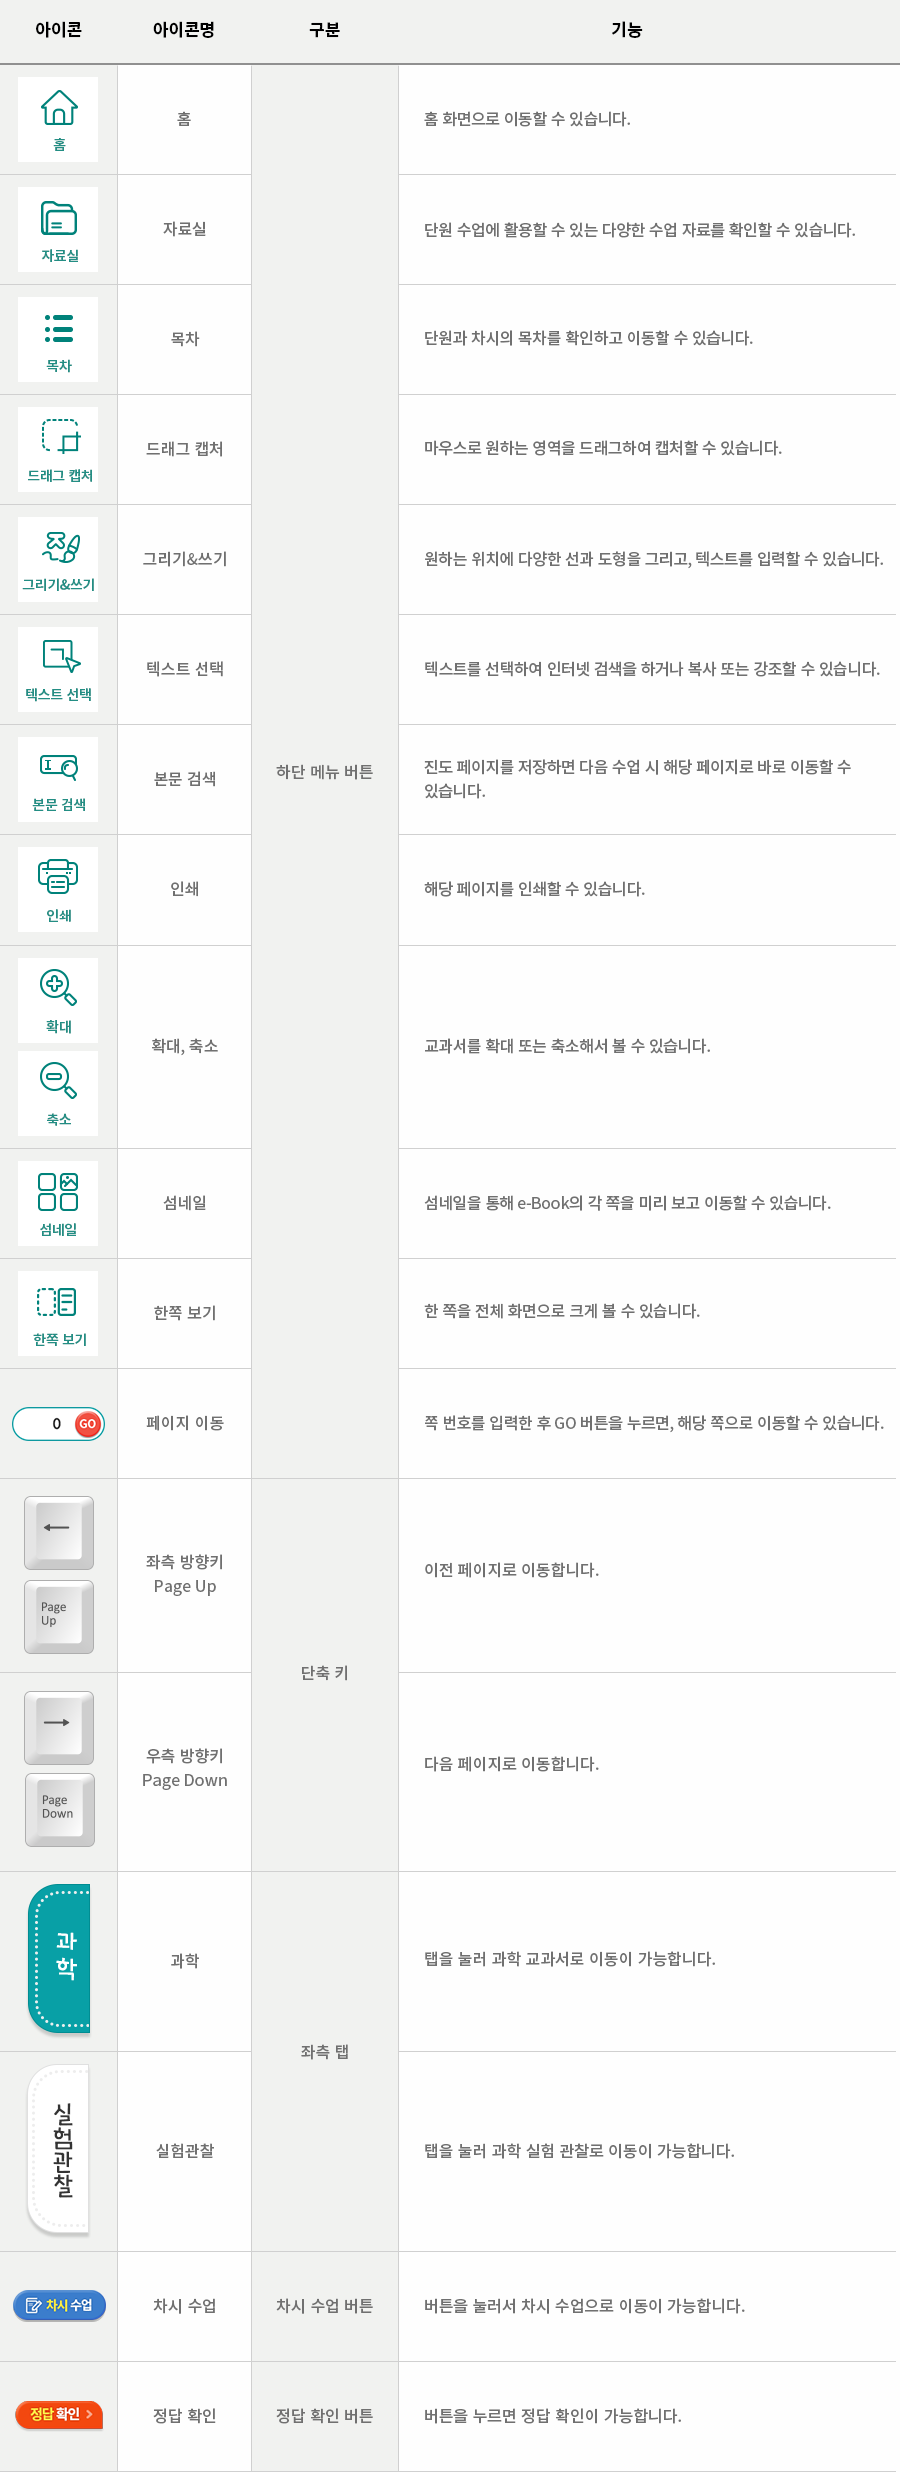 아이콘 아이콘명 구분 기능
홈 홈 홈 화면으로 이동할 수 있습니다.
자료실 자료실 단원 수업에 활용할 수 있는 다양한 수업 자료를 확인할 수 있습니다.
목차 목차 단원과 차시의 목차를 확인하고 이동할 수 있습니다.
드래그 캡처 드래그 캡처 마우스로 원하는 영역을 드래그하여 캡처할 수 있습니다.
그리기&쓰기 그리기&쓰기 원하는 위치에 다양한 선과 도형을 그리고, 텍스트를 입력할 수 있습니다.
텍스트 선택 텍스트 선택 텍스트를 선택하여 인터넷 검색을 하거나 복사 또는 강조할 수 있습니다.
하단 메뉴 버튼
본문 검색 본문 검색 진도 페이지를 저장하면 다음 수업 시 해당 페이지로 바로 이동할 수
있습니다.
인쇄 인쇄 해당 페이지를 인쇄할 수 있습니다.
확대
축소
확대, 축소 교과서를 확대 또는 축소해서 볼 수 있습니다.
섬네일 섬네일 섬네일을 통해 e-Book의 각 쪽을 미리 보고 이동할 수 있습니다.
한쪽 보기 한쪽 보기 한 쪽을 전체 화면으로 크게 볼 수 있습니다.
0 GO 페이지 이동 쪽 번호를 입력한 후 GO 버튼을 누르면, 해당 쪽으로 이동할 수 있습니다.
Page
Up
좌측 방향키
Page Up
이전 페이지로 이동합니다.
단축 키
Page
Down
우측 방향키
Page Down
다음 페이지로 이동합니다.
과학 과학 탭을 눌러 과학 교과서로 이동이 가능합니다.
좌측 탭
실험관찰 실험관찰 탭을 눌러 과학 실험 관찰로 이동이 가능합니다.
차시 수업 차시 수업 차시 수업 버튼 버튼을 눌러서 차시 수업으로 이동이 가능합니다.
정답 확인 정답 확인 정답 확인 버튼 버튼을 누르면 정답 확인이 가능합니다.